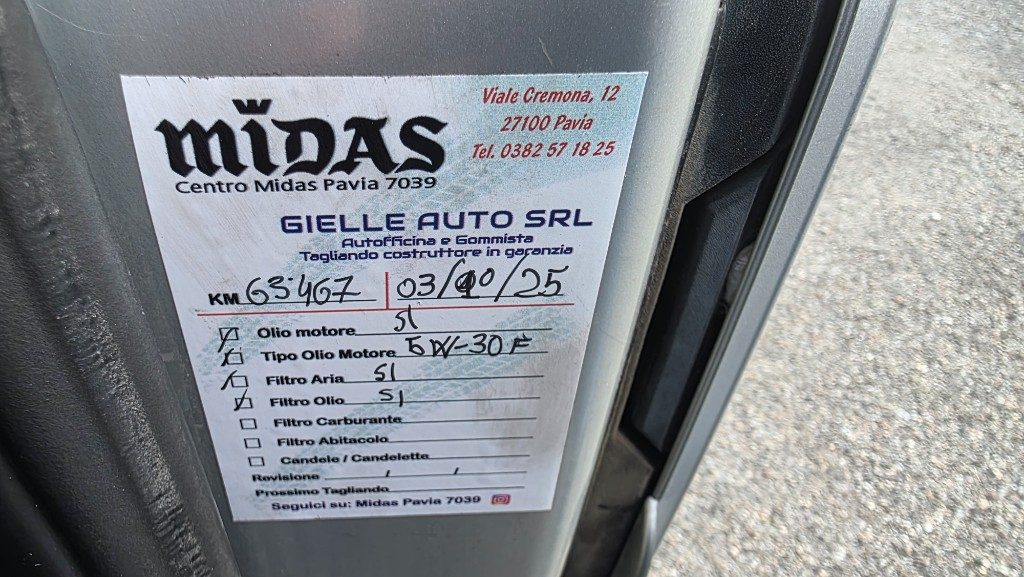 Viale Cremona, 12
27100 Pavia
Tel. 0382 57 18 25
MIDAS
Centro Midas Pavia 7039
GIELLE AUTO SRL
Autofficina e Gommista
Tagliando costruttore in garanzia
KM 63.467 03/10/25
Olio motore SI
Tipo Olio Motore 5W-30 F
Filtro Aria SI
Filtro Olio SI
Filtro Carburante
Filtro Abitacolo
Candele / Candelette
Revisione / /
Prossimo Tagliando
Seguici su: Midas Pavia 7039